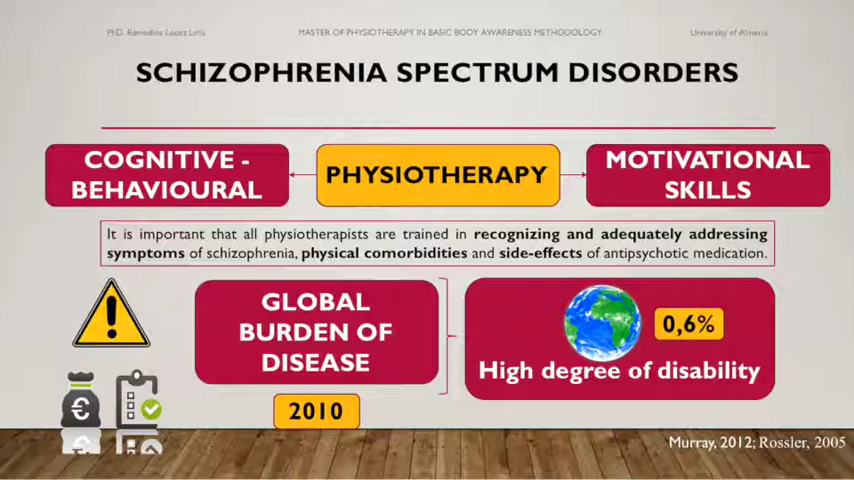 PhD. Remedios López Liria
MASTER OF PHYSIOTHERAPY IN BASIC BODY AWARENESS METHODOLOGY
University of Almeria
SCHIZOPHRENIA SPECTRUM DISORDERS
COGNITIVE -
BEHAVIOURAL
PHYSIOTHERAPY
MOTIVATIONAL
SKILLS
It is important that all physiotherapists are trained in recognizing and adequately addressing
symptoms of schizophrenia, physical comorbidities and side-effects of antipsychotic medication.
GLOBAL
BURDEN OF
DISEASE
0,6%
High degree of disability
€
2010
Murray, 2012; Rossler, 2005